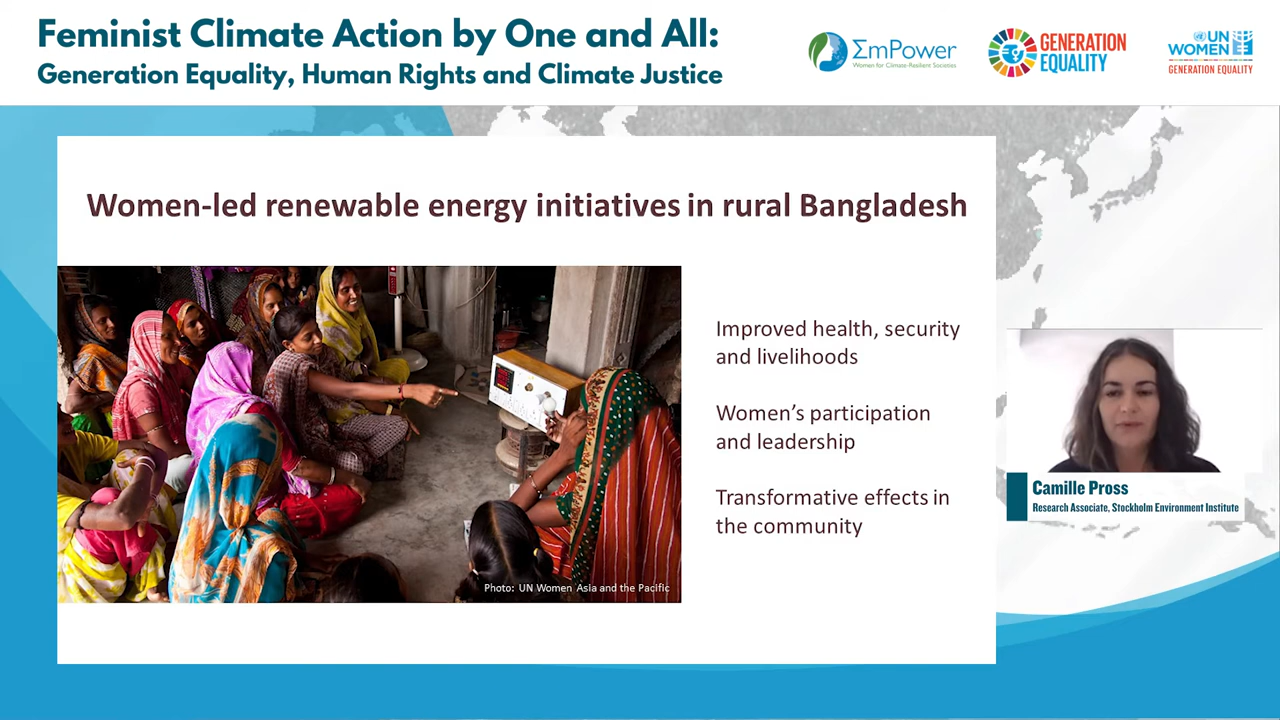 Feminist Climate Action by One and All:
Generation Equality, Human Rights and Climate Justice
ΣmPower
Women for Climate-Resilient Societies
GENERATION
EQUALITY
UN
WOMEN
GENERATION EQUALITY
Women-led renewable energy initiatives in rural Bangladesh
Improved health, security
and livelihoods
Women’s participation
and leadership
Transformative effects in
the community
Photo: UN Women Asia and the Pacific
Camille Pross
Research Associate, Stockholm Environment Institute